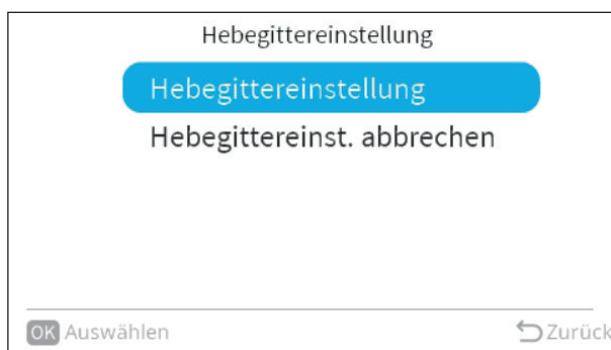 Hebegittereinstellung
Hebegittereinstellung
Hebegittereinst. abbrechen
OK Auswählen Zurück